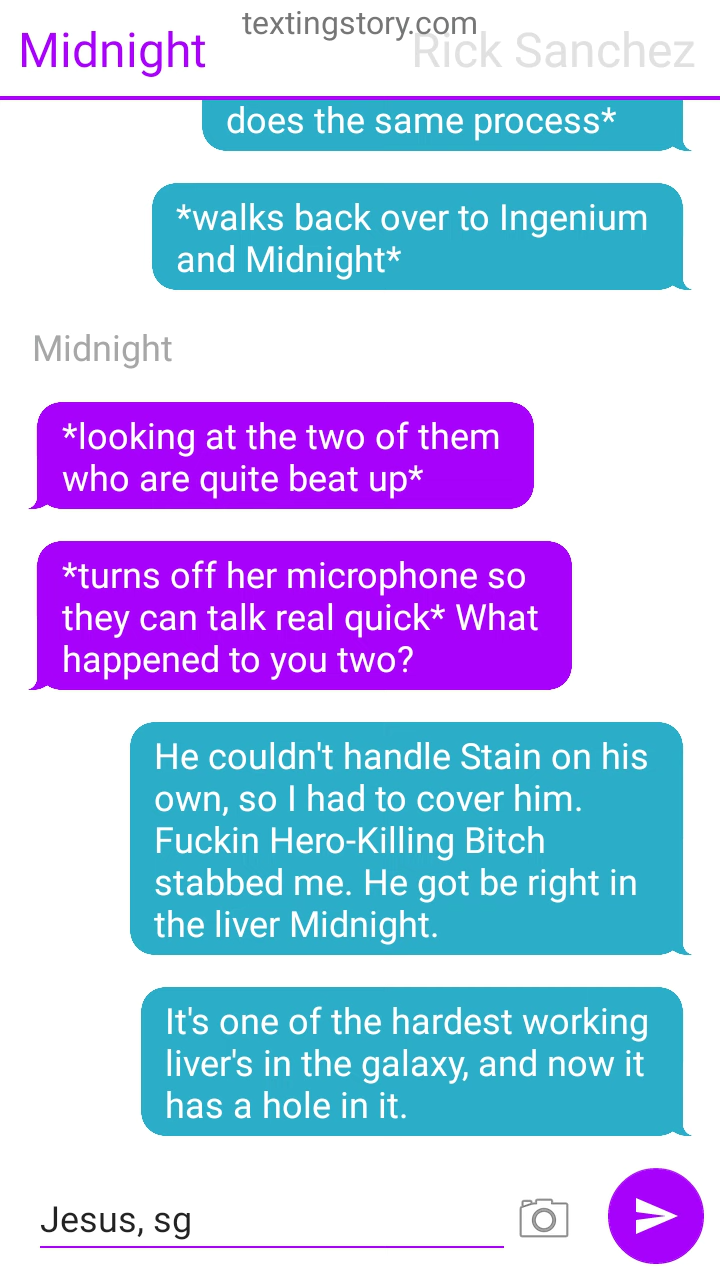 textingstory.com
Midnight
Rick Sanchez
does the same process*
*walks back over to Ingenium
and Midnight*
Midnight
*looking at the two of them
who are quite beat up*
*turns off her microphone so
they can talk real quick* What
happened to you two?
He couldn't handle Stain on his
own, so I had to cover him.
Fuckin Hero-Killing Bitch
stabbed me. He got be right in
the liver Midnight.
It's one of the hardest working
liver's in the galaxy, and now it
has a hole in it.
Jesus, sg